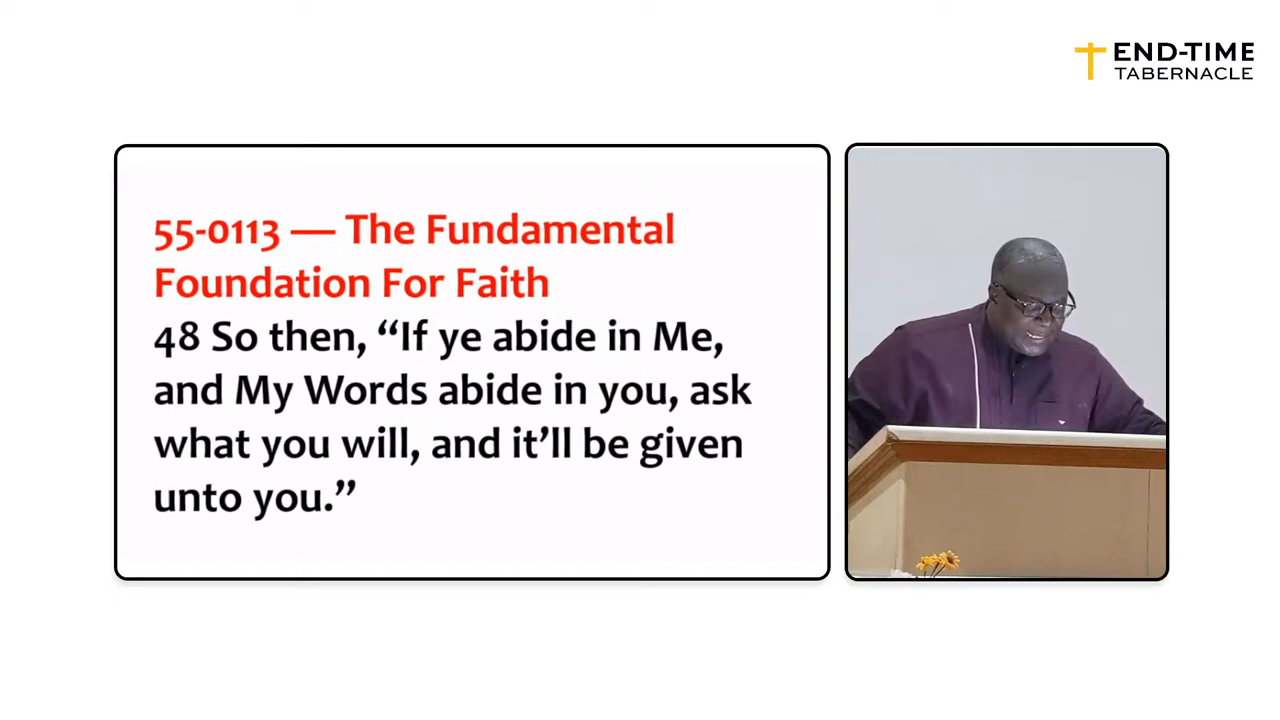 END-TIME
TABERNACLE
55-0113 — The Fundamental
Foundation For Faith
48 So then, “If ye abide in Me,
and My Words abide in you, ask
what you will, and it’ll be given
unto you.”